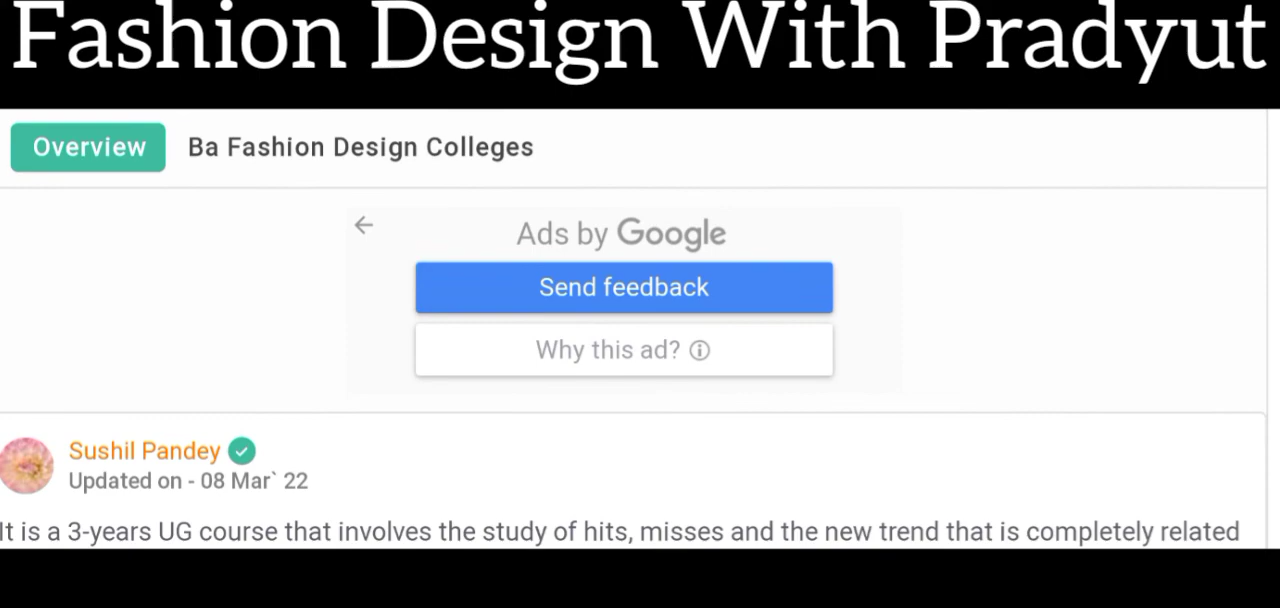 Fashion Design With Pradyut
Overview Ba Fashion Design Colleges
Ads by Google
Send feedback
Why this ad?
Sushil Pandey
Updated on - 08 Mar` 22
It is a 3-years UG course that involves the study of hits, misses and the new trend that is completely related